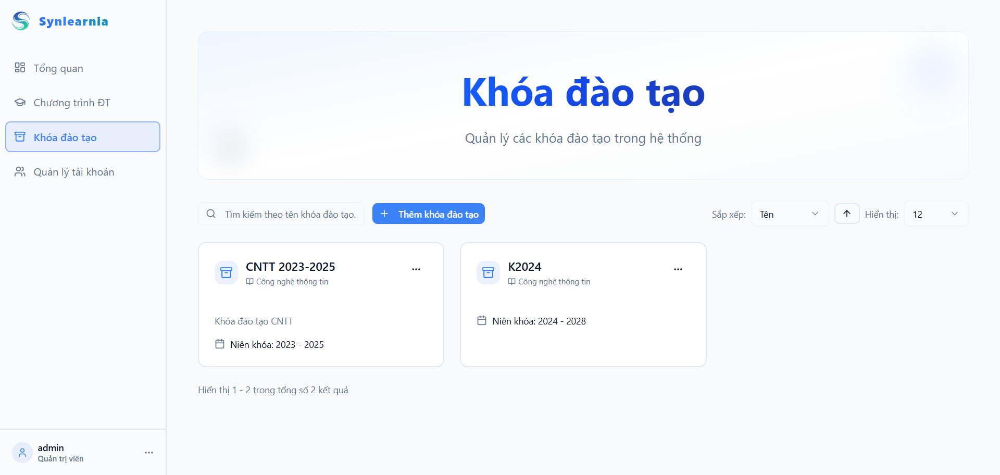 Synlearnia
Tổng quan
Chương trình ĐT
Khóa đào tạo
Quản lý tài khoản
admin
Quản trị viên
Khóa đào tạo
Quản lý các khóa đào tạo trong hệ thống
Tìm kiếm theo tên khóa đào tạo.
Thêm khóa đào tạo
Sắp xếp:
Tên
Hiển thị:
12
CNTT 2023-2025
Công nghệ thông tin
Khóa đào tạo CNTT
Niên khóa: 2023 - 2025
K2024
Công nghệ thông tin
Niên khóa: 2024 - 2028
Hiển thị 1 - 2 trong tổng số 2 kết quả